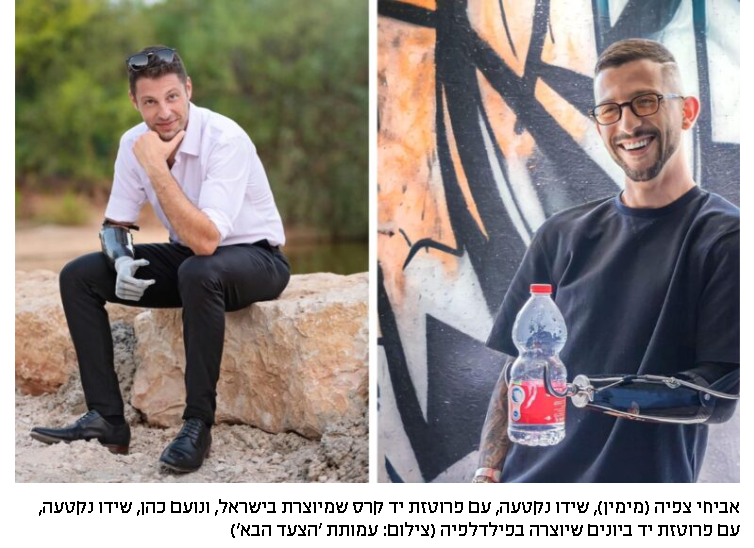 אביחי צפיה (מימין), שידו נקטעה, עם פרוטזת יד קרס שמיוצרת בישראל, ונועם כהן, שידו נקטעה,
עם פרוטזת יד ביונים שיוצרה בפילדלפיה (צילום: עמותת 'הצעד הבא')